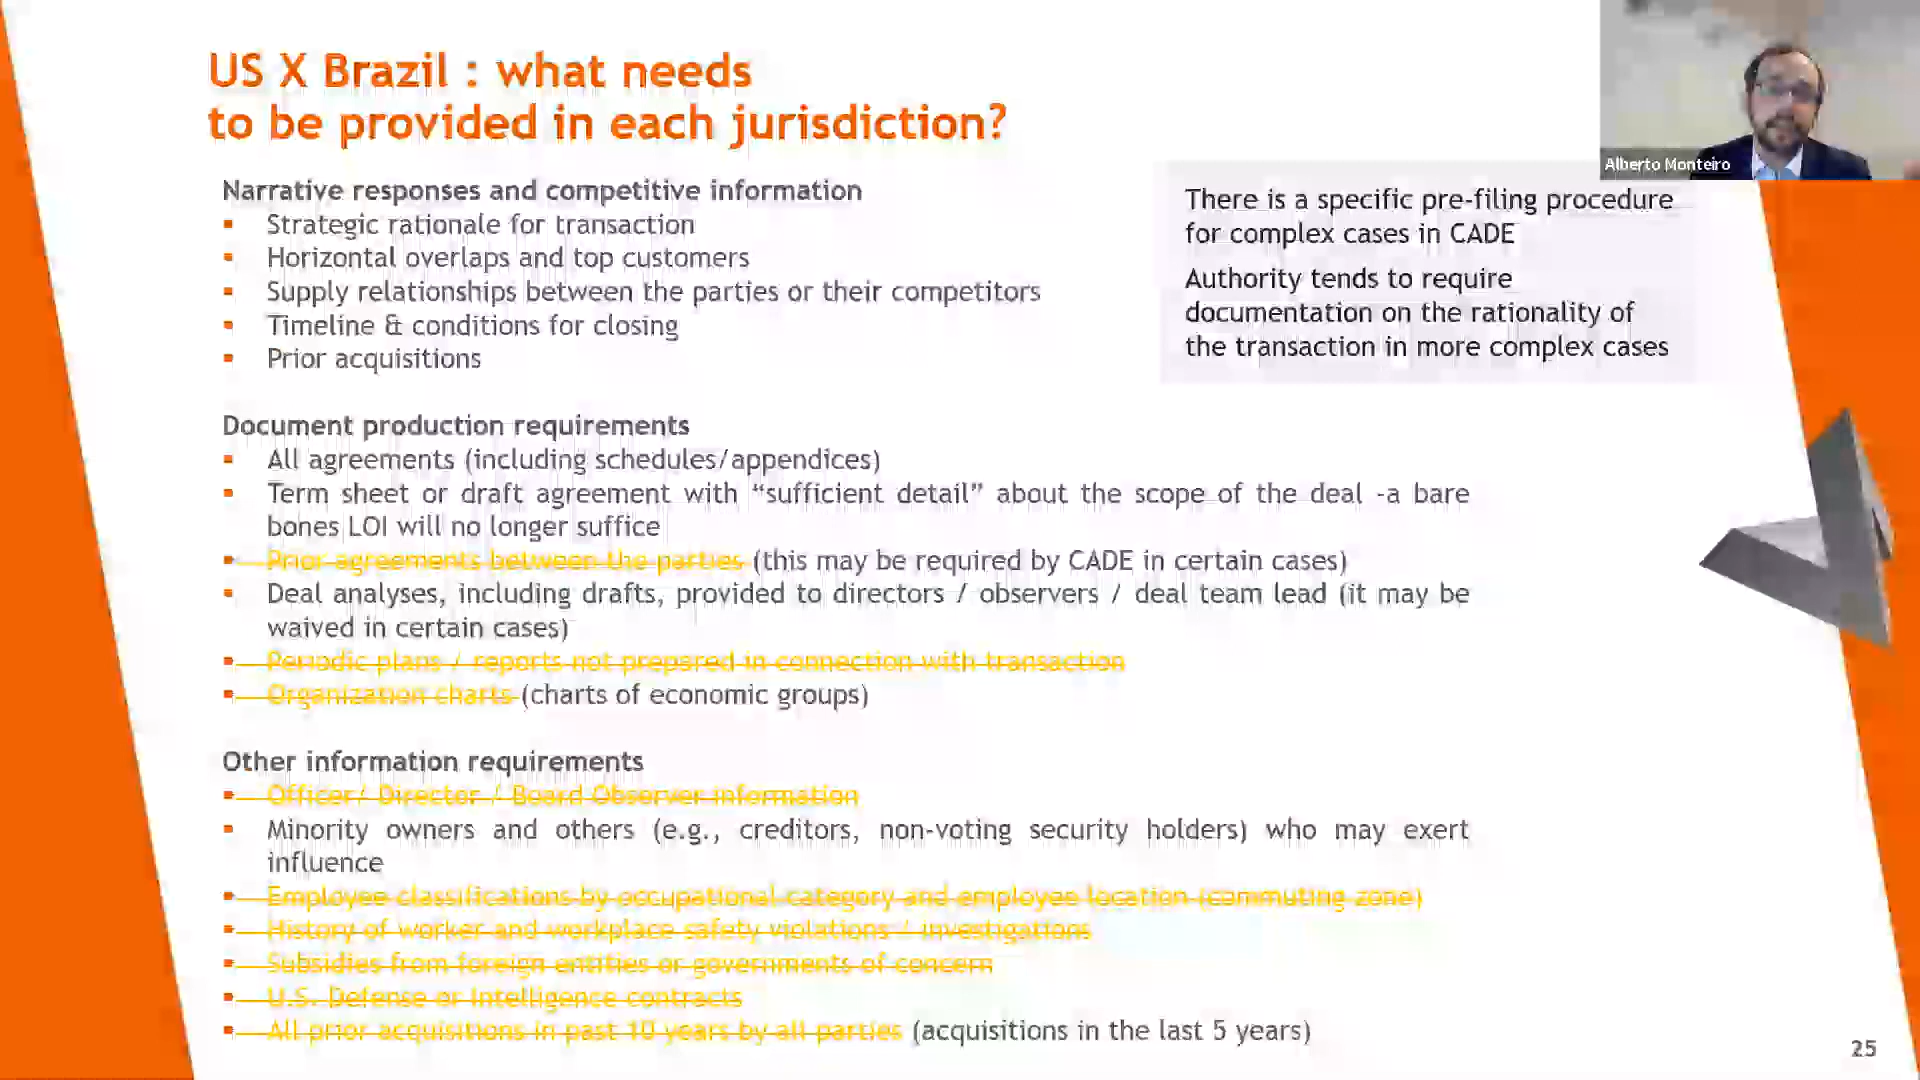 US X Brazil : what needs
to be provided in each jurisdiction?
Alberto Monteiro
Narrative responses and competitive information
Strategic rationale for transaction
Horizontal overlaps and top customers
Supply relationships between the parties or their competitors
Timeline & conditions for closing
Prior acquisitions
There is a specific pre-filing procedure
for complex cases in CADE
Authority tends to require
documentation on the rationality of
the transaction in more complex cases
Document production requirements
All agreements (including schedules/appendices)
Term sheet or draft agreement with “sufficient detail” about the scope of the deal -a bare
bones LOI will no longer suffice
Prior agreements between the parties (this may be required by CADE in certain cases)
Deal analyses, including drafts, provided to directors / observers / deal team lead (it may be
waived in certain cases)
Periodic plans / reports not prepared in connection with transaction
Organization charts (charts of economic groups)
Other information requirements
Officer/ Director / Board Observer information
Minority owners and others (e.g., creditors, non-voting security holders) who may exert
influence
Employee classifications by occupational category and employee location (commuting zone)
History of worker and workplace safety violations / investigations
Subsidies from foreign entities or governments of concern
U.S. Defense or Intelligence contracts
All prior acquisitions in past 10 years by all parties (acquisitions in the last 5 years)
25